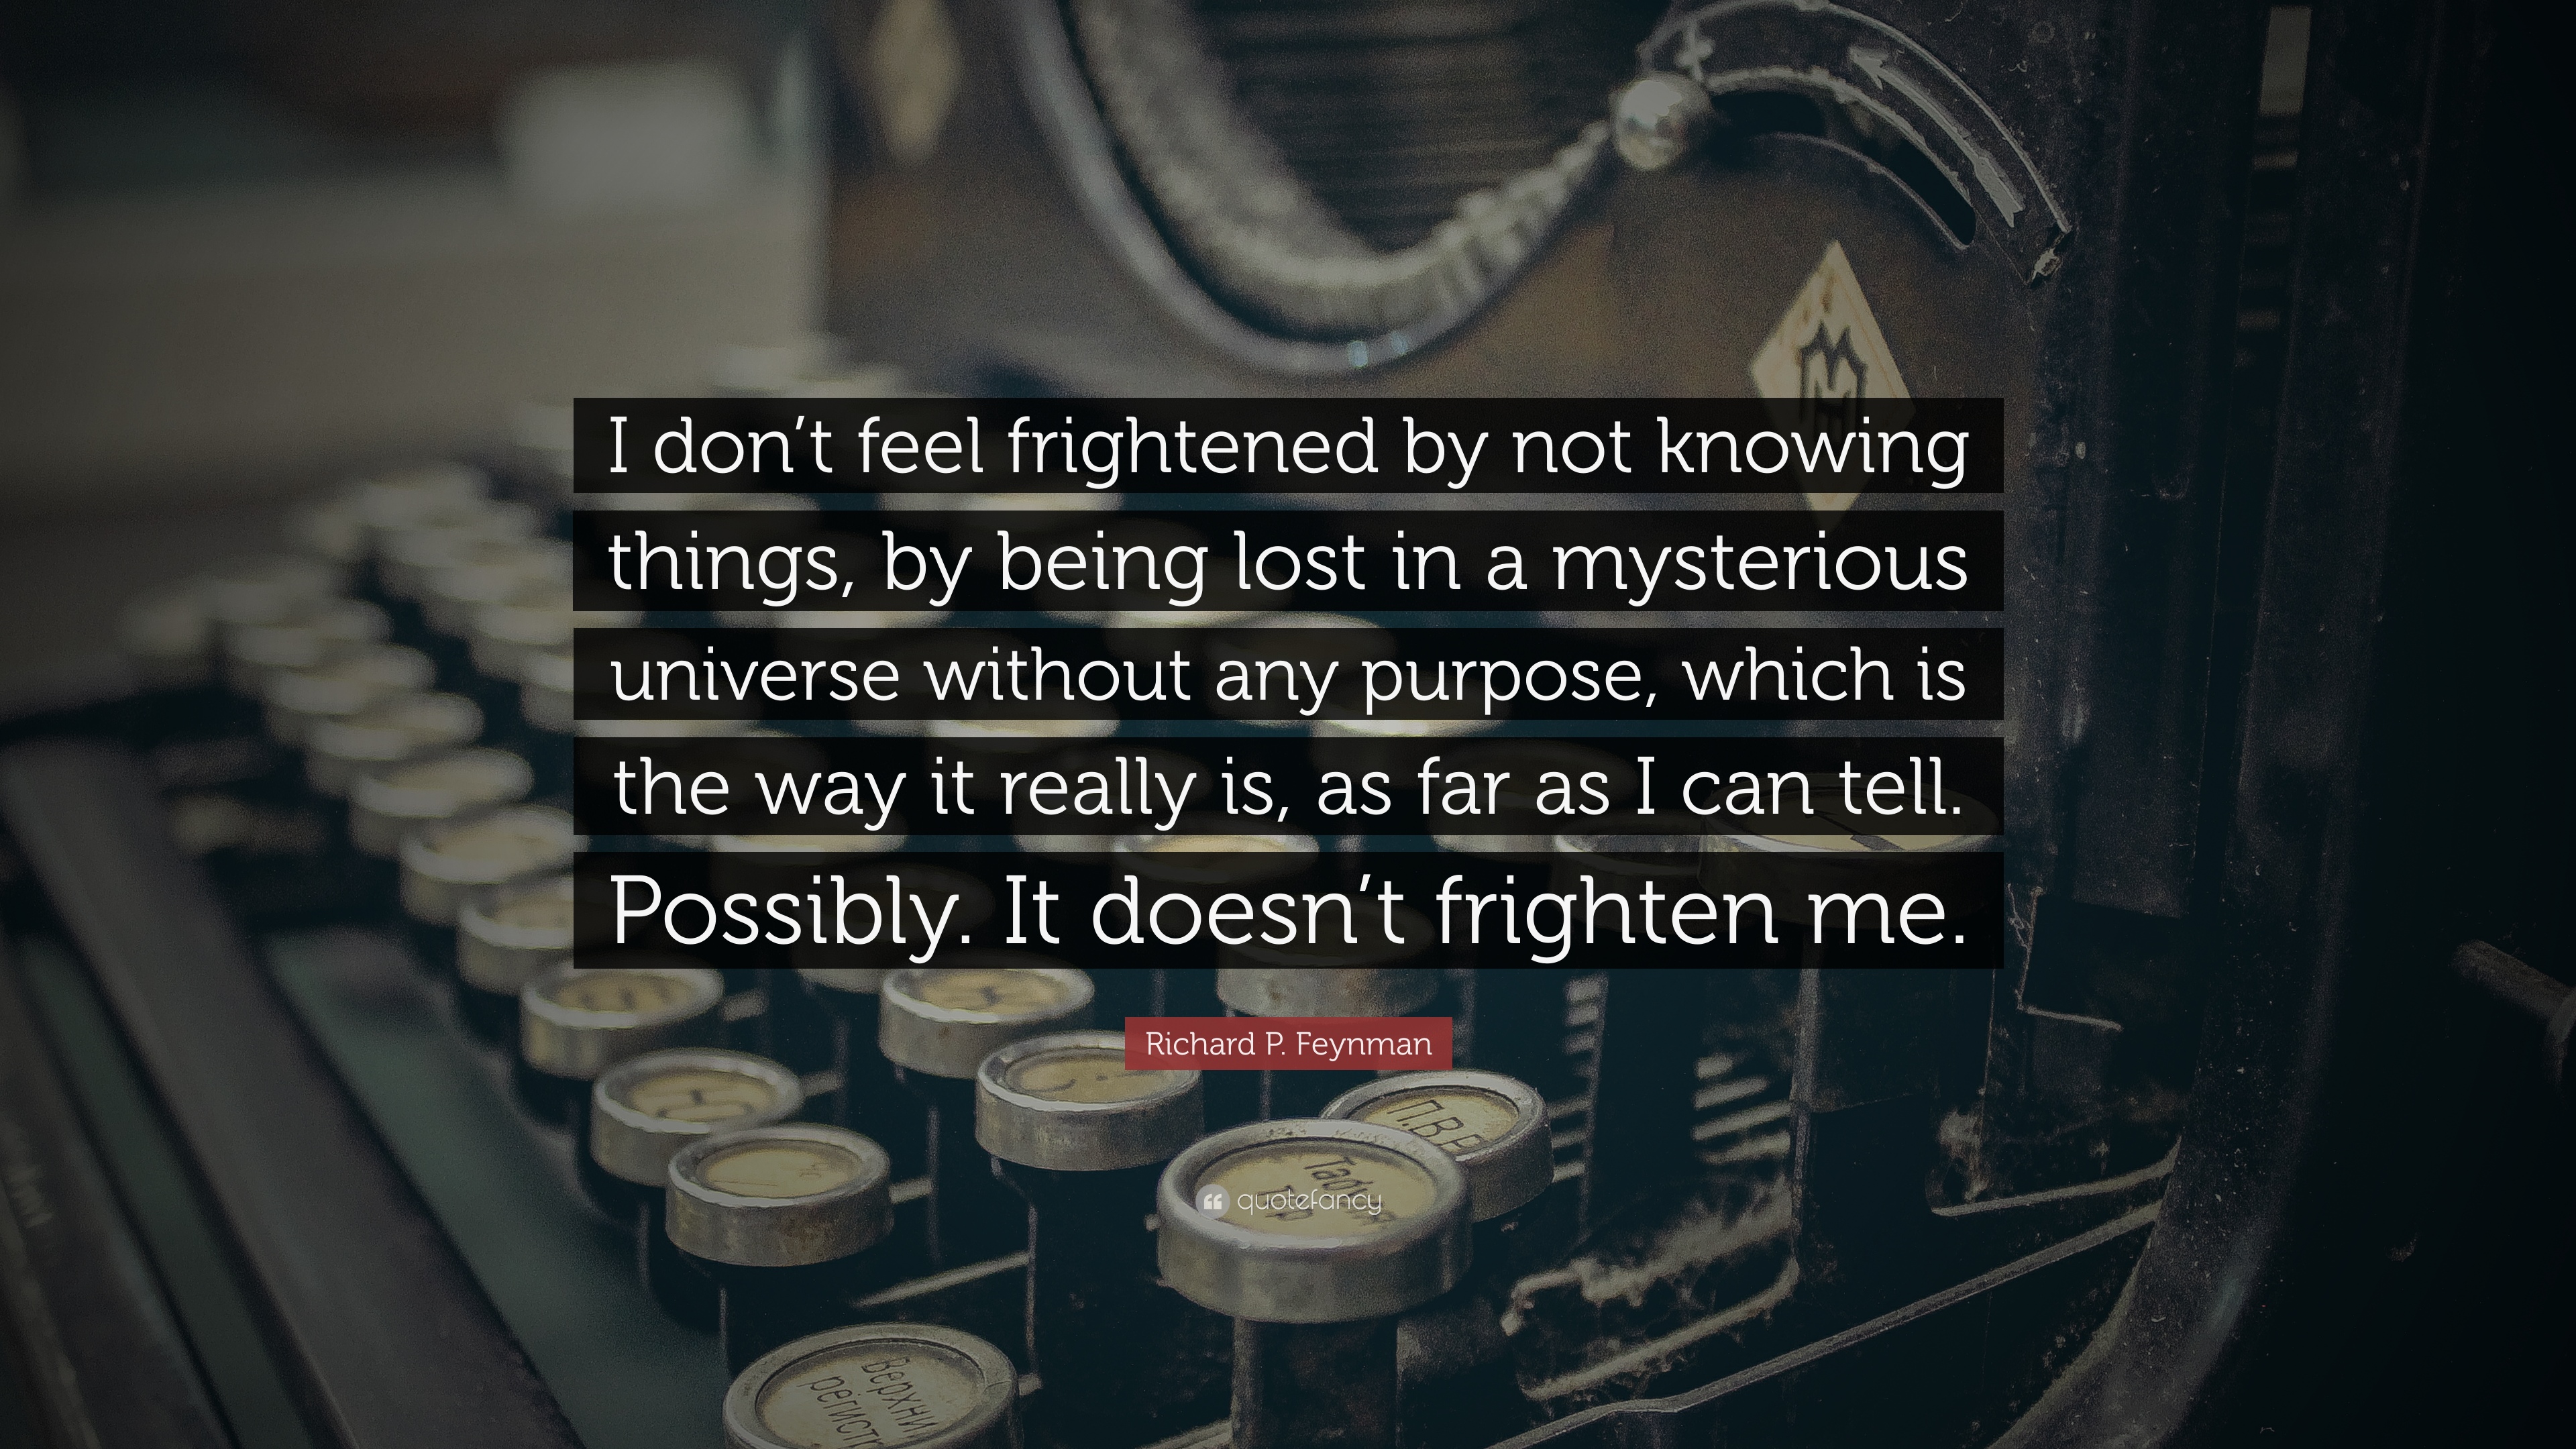 I don’t feel frightened by not knowing
things, by being lost in a mysterious
universe without any purpose, which is
the way it really is, as far as I can tell.
Possibly. It doesn’t frighten me.
Richard P. Feynman
Ю
quotefancy